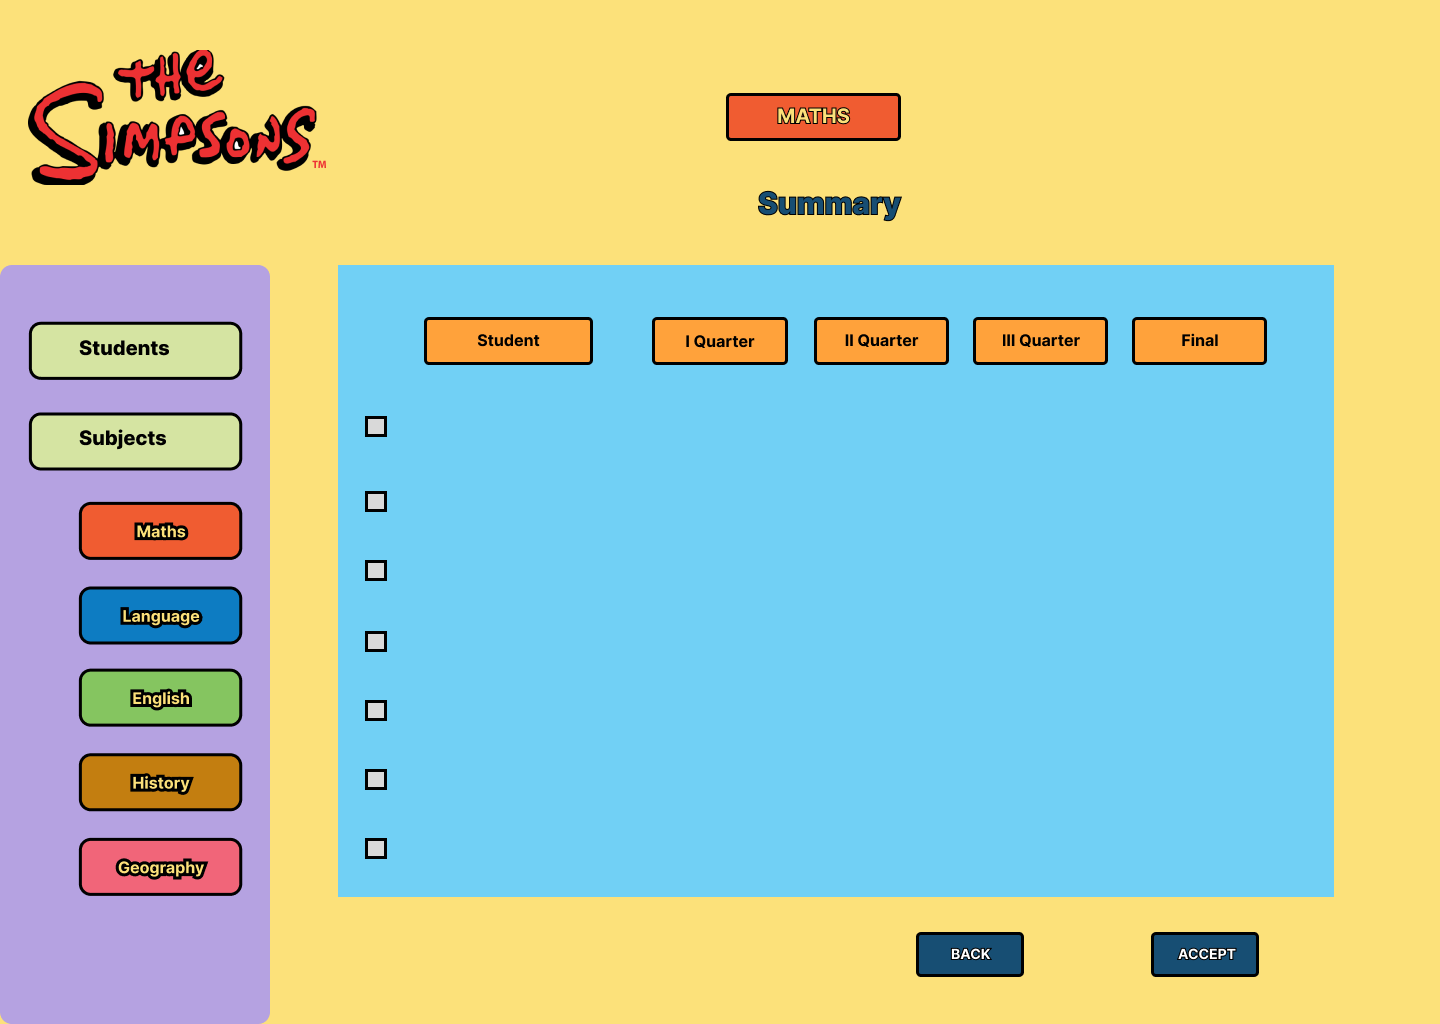 THE
SIMPSONS
TM
MATHS
Summary
Students
Subjects
Maths
Language
English
History
Geography
Student
I Quarter
II Quarter
III Quarter
Final
BACK
ACCEPT